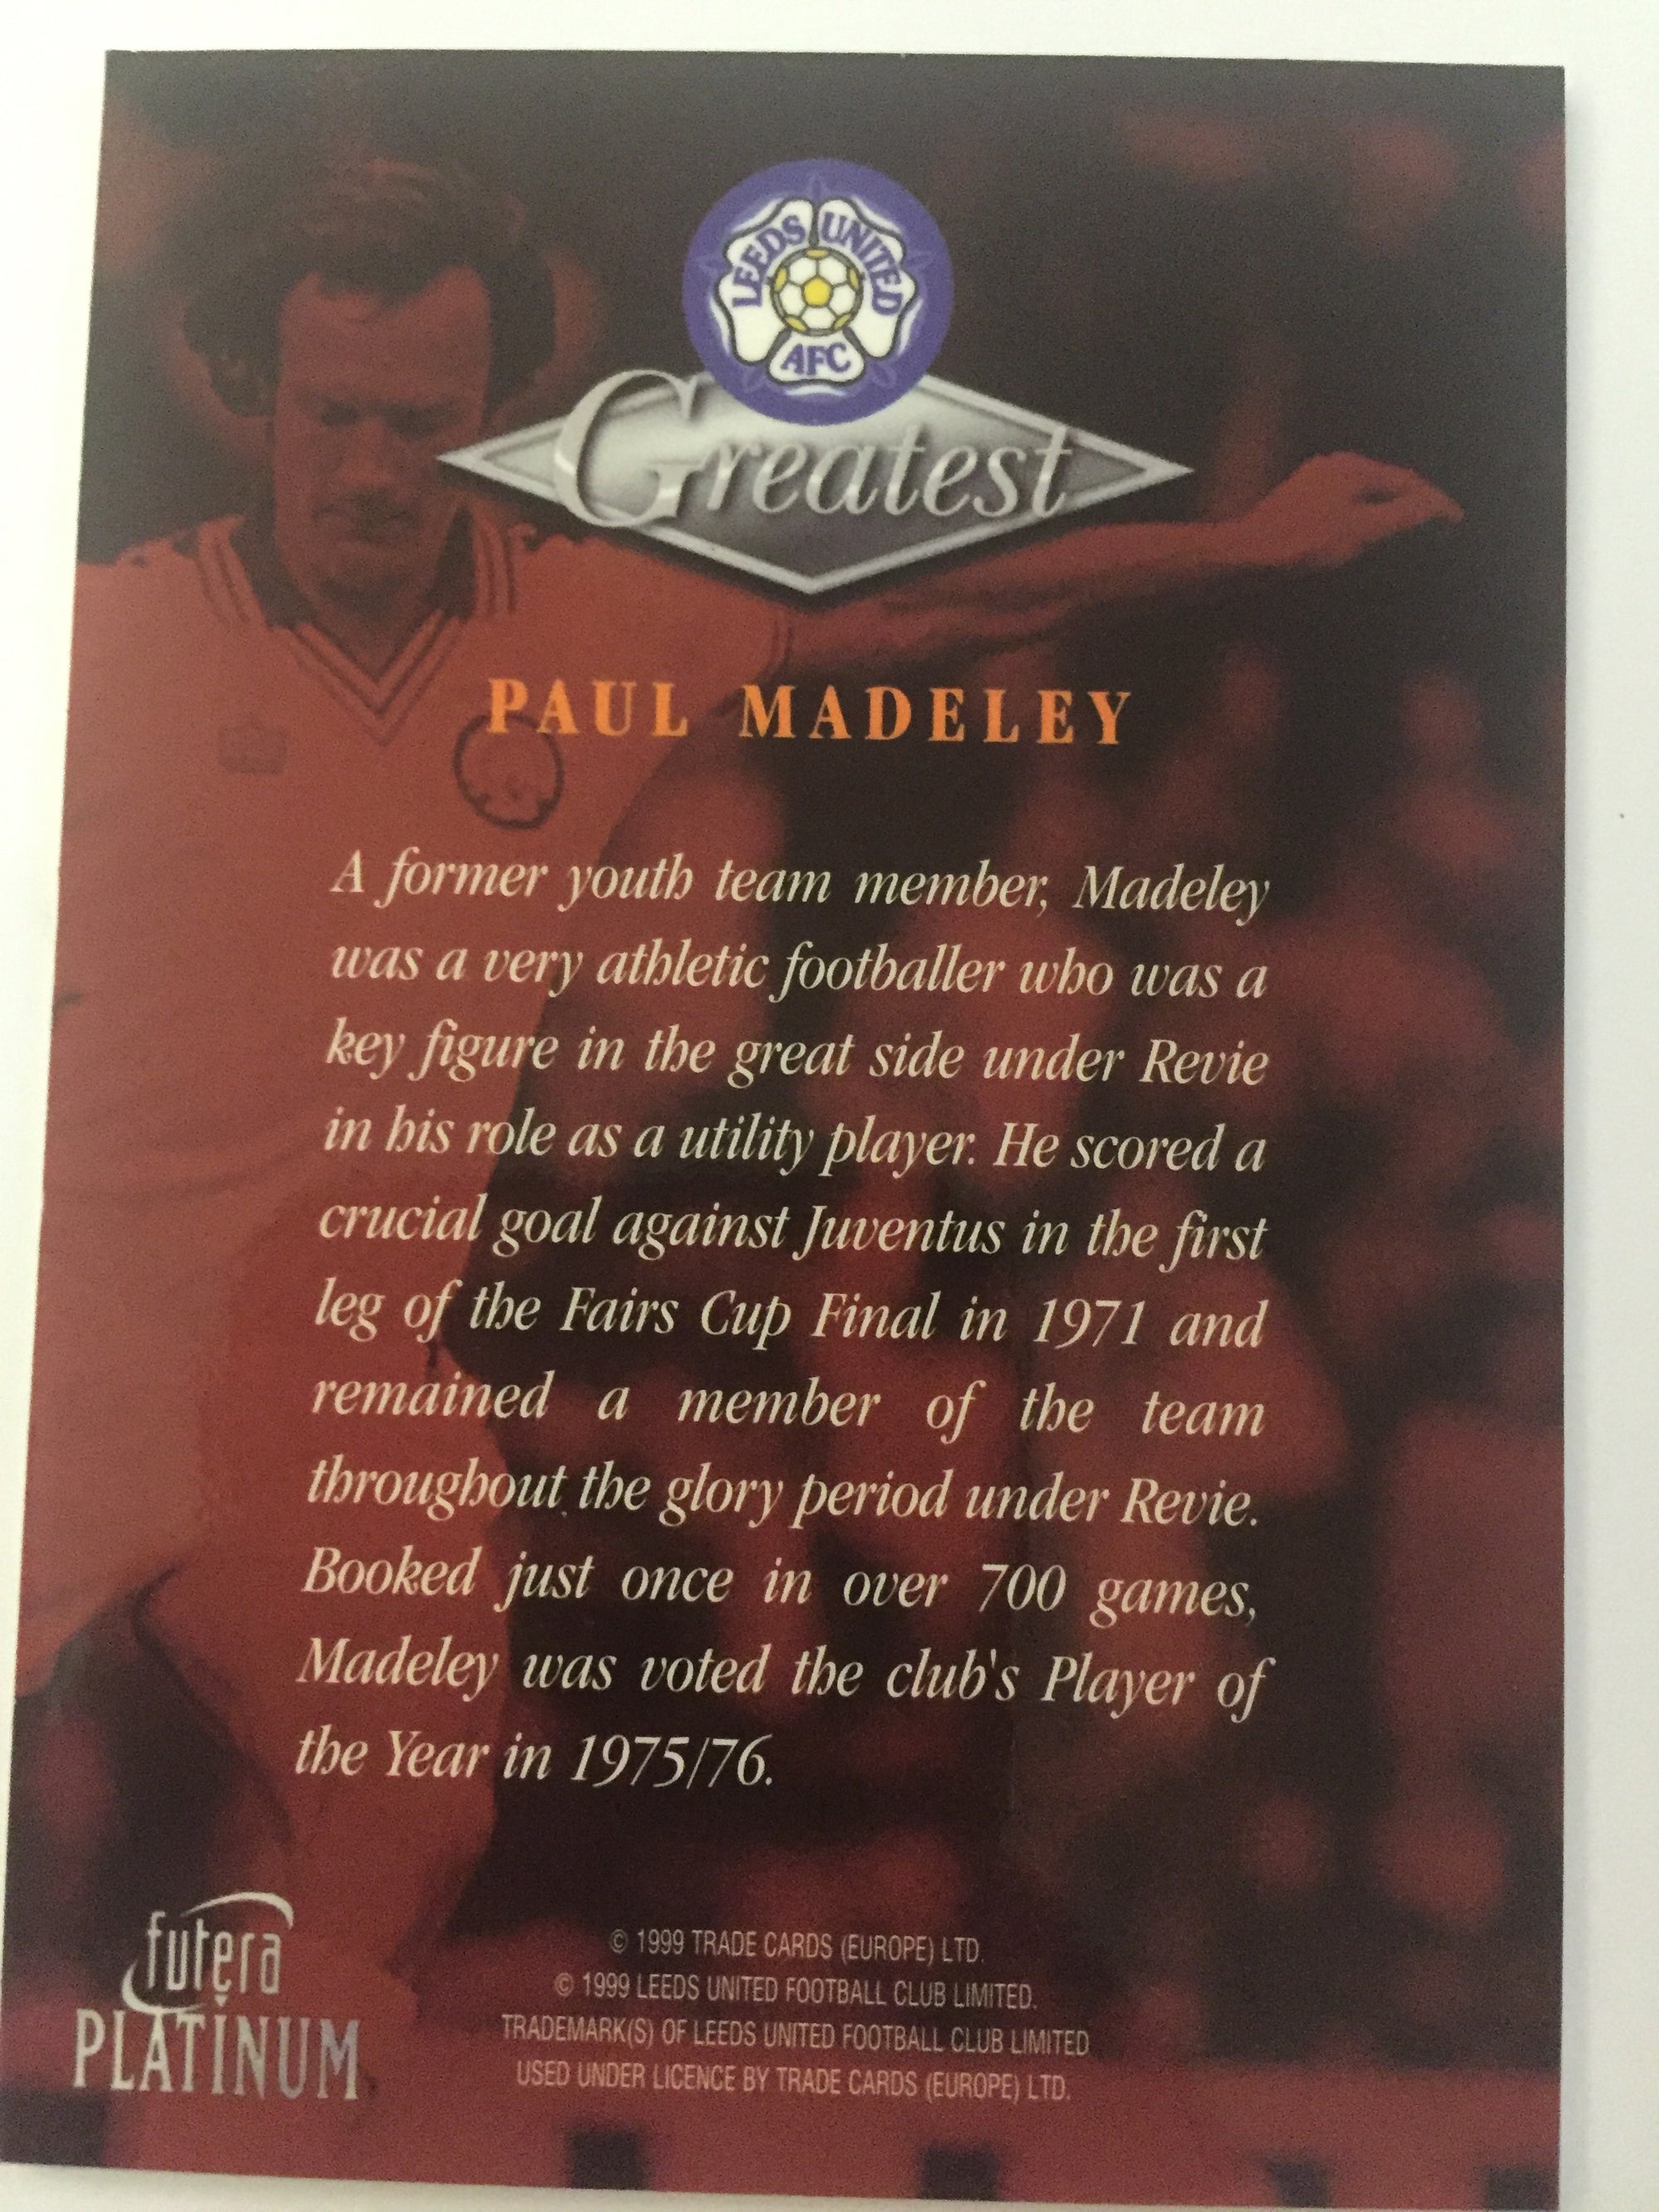 LEEDS UNITED
AFC
Greatest
PAUL MADELEY
A former youth team member, Madeley
was a very athletic footballer who was a
key figure in the great side under Revie
in his role as a utility player. He scored a
crucial goal against Juventus in the first
leg of the Fairs Cup Final in 1971 and
remained a member of the team
throughout the glory period under Revie.
Booked just once in over 700 games,
Madeley was voted the club's Player of
the Year in 1975/76.
futera
PLATINUM
© 1999 TRADE CARDS (EUROPE) LTD.
© 1999 LEEDS UNITED FOOTBALL CLUB LIMITED.
TRADEMARK(S) OF LEEDS UNITED FOOTBALL CLUB LIMITED
USED UNDER LICENCE BY TRADE CARDS (EUROPE) LTD.